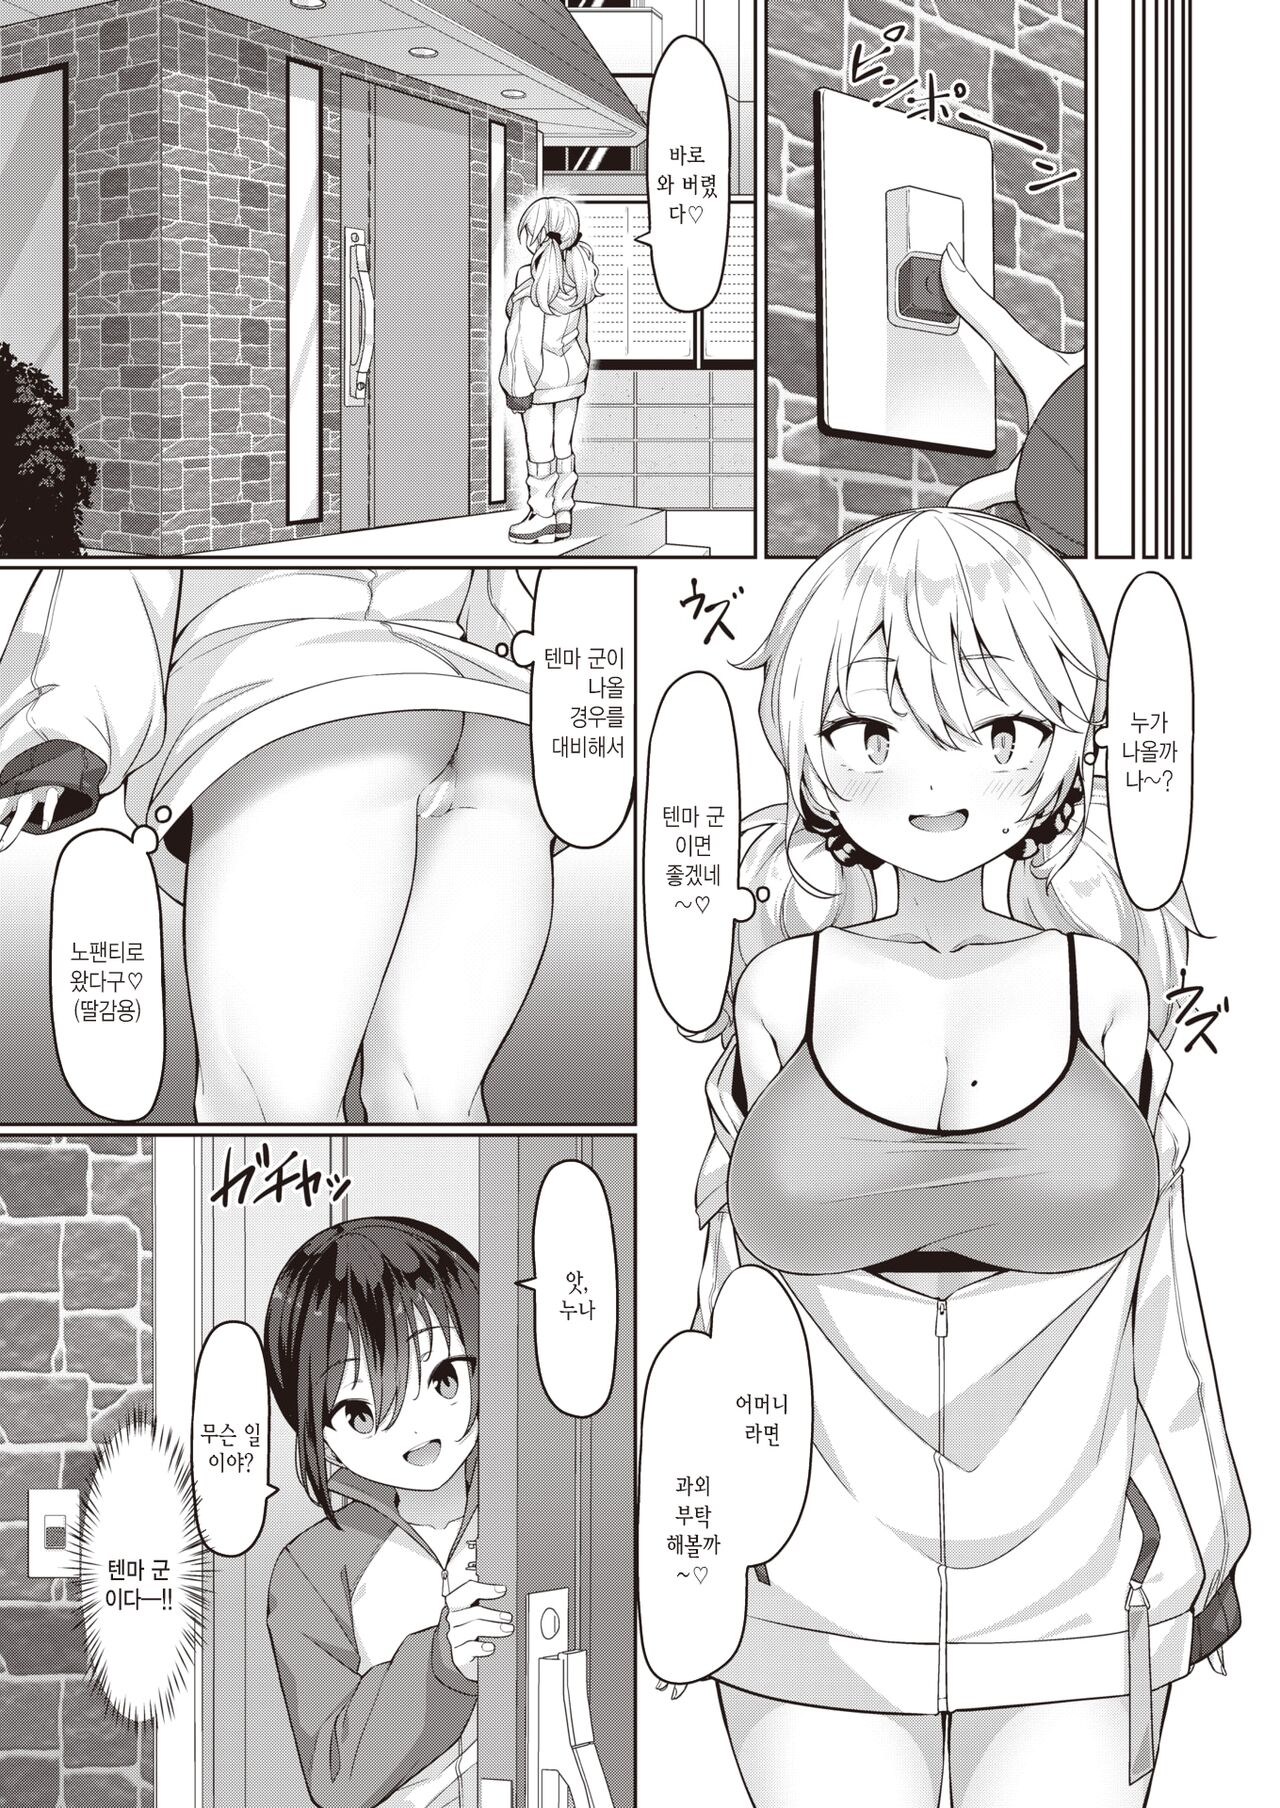 ピンポーン
바로
와 버렸
다♡
누가
나올까
나~?
ウズ
텐마 군
이면
좋겠네
~♡
ウズ
어머니
라면
과외
부탁
해볼까
~♡
텐마 군이
나올
경우를
대비해서
노팬티로
왔다구♡
(딸감용)
ガチャッ
앗,
누나
무슨 일
이야?
텐마 군
이다—!!